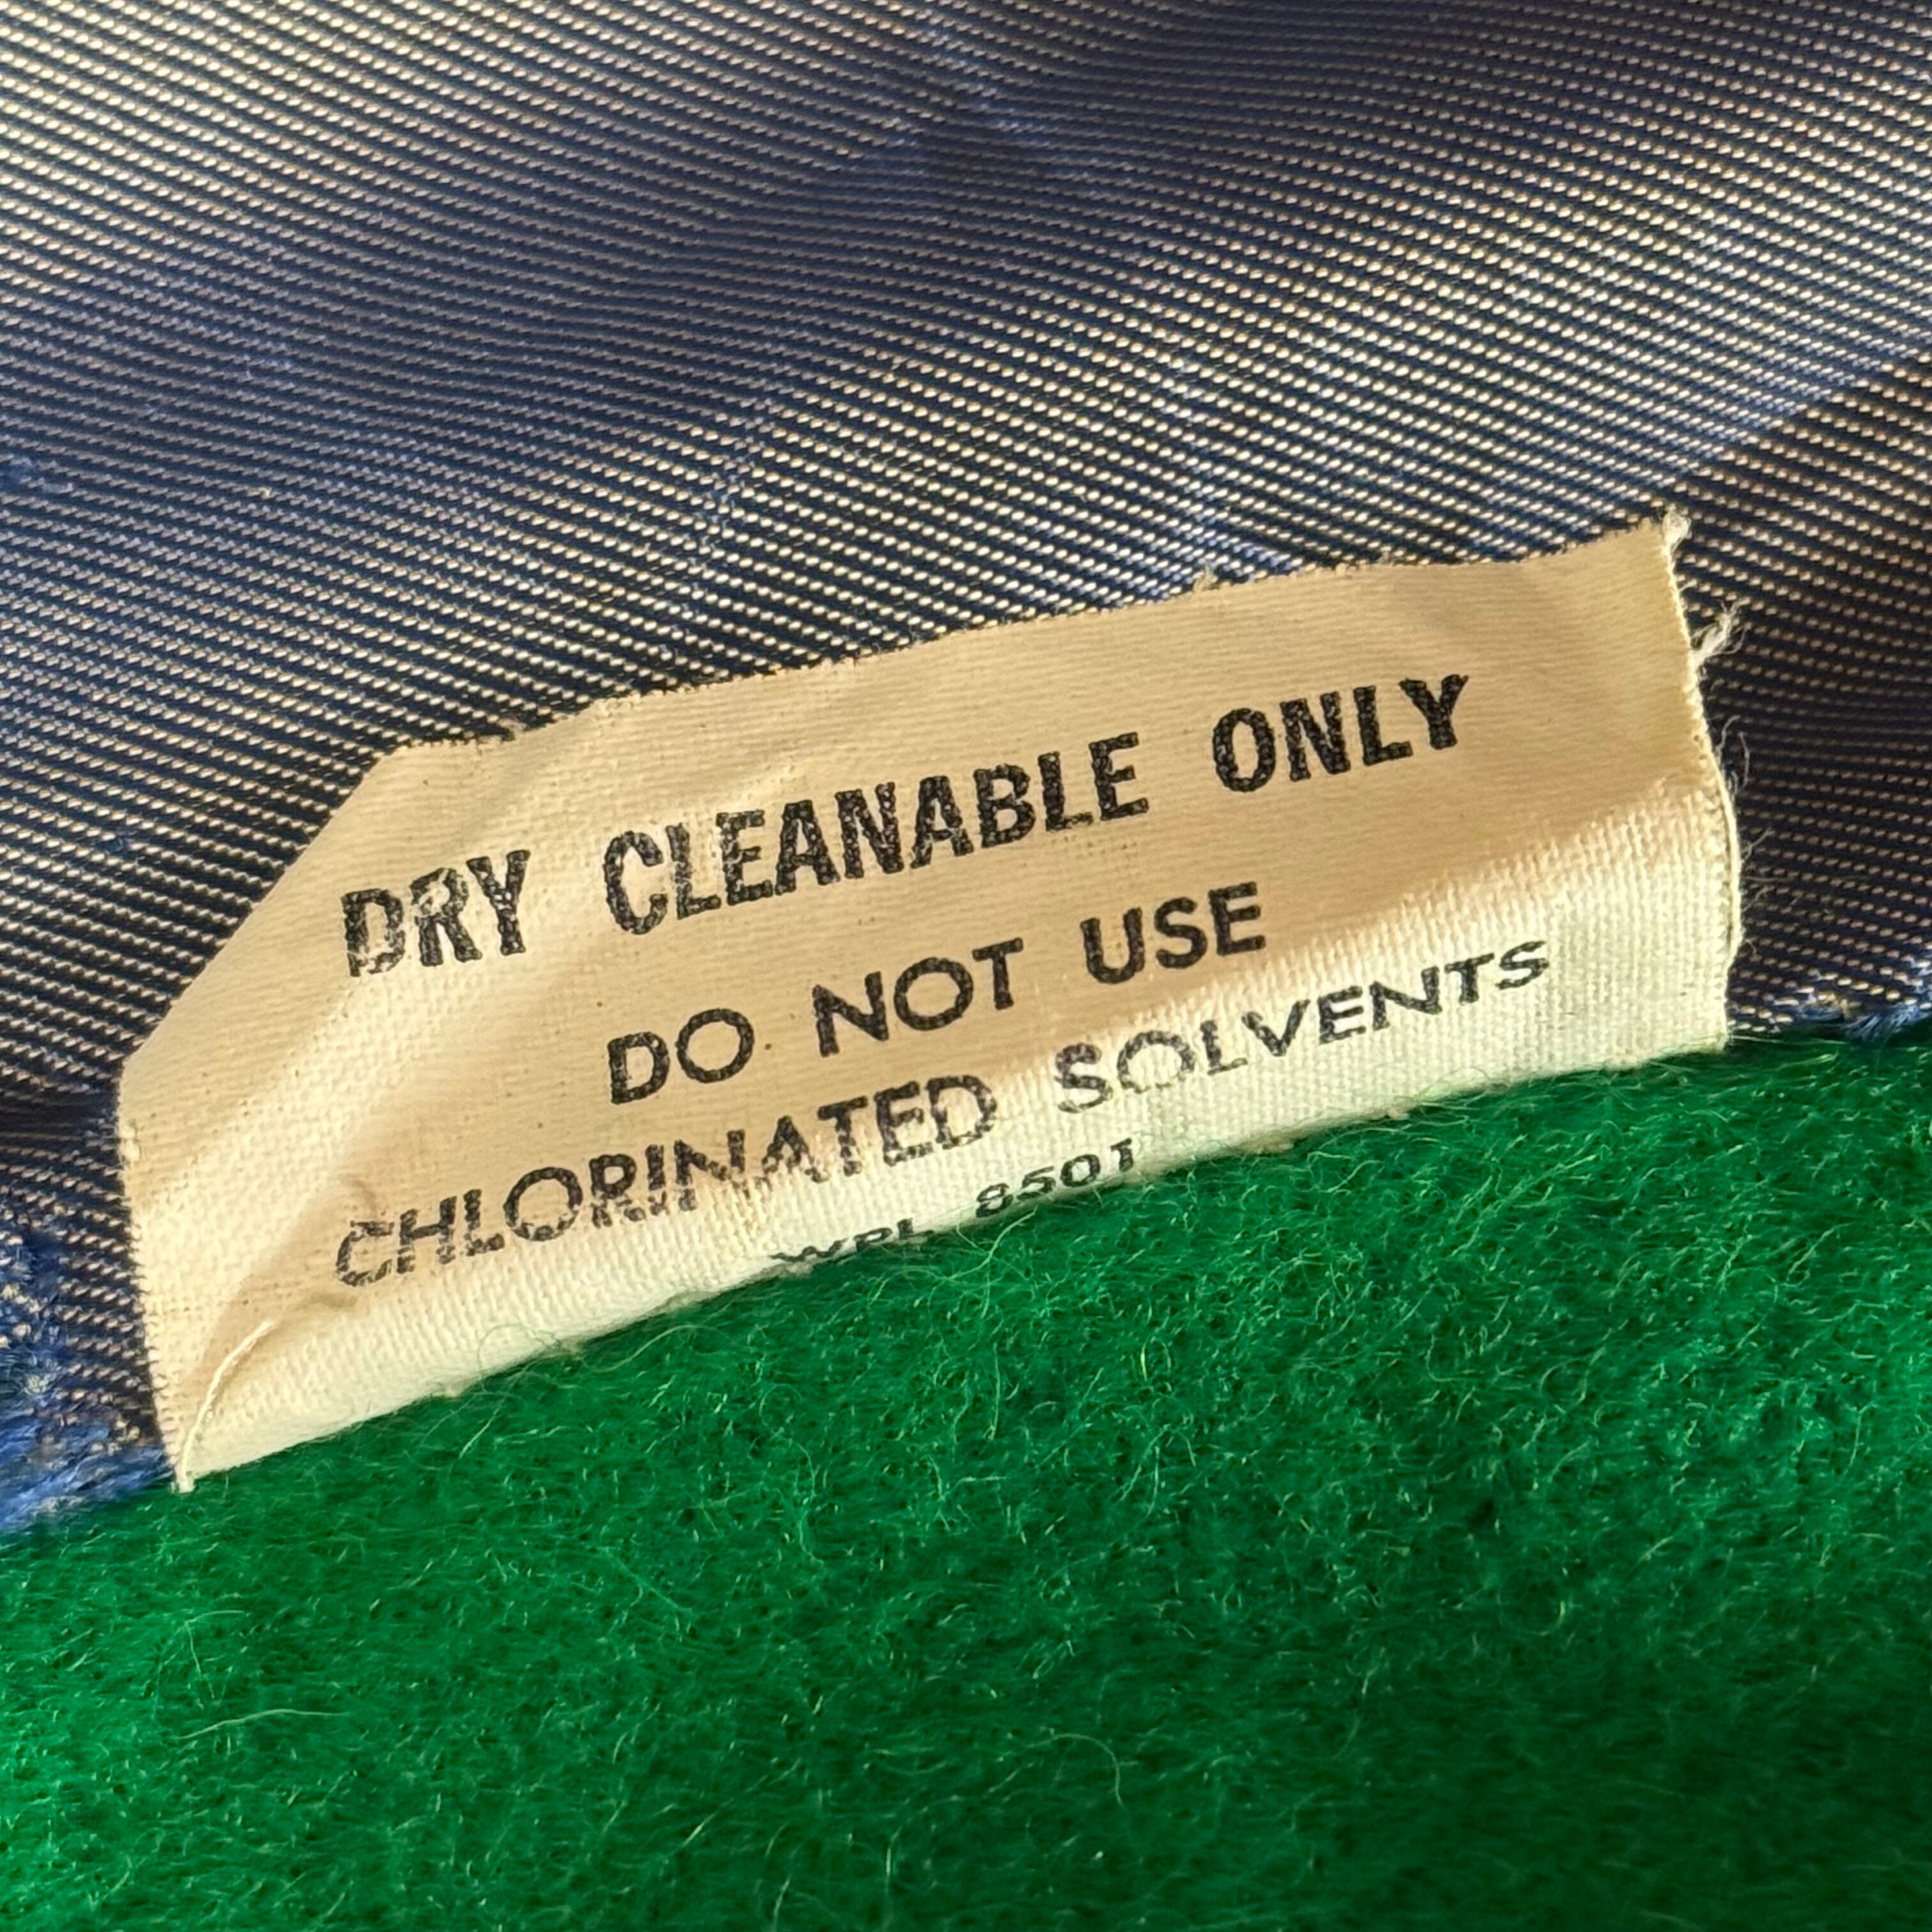 DRY CLEANABLE ONLY
DO NOT USE
CHLORINATED SOLVENTS
WPL 8501